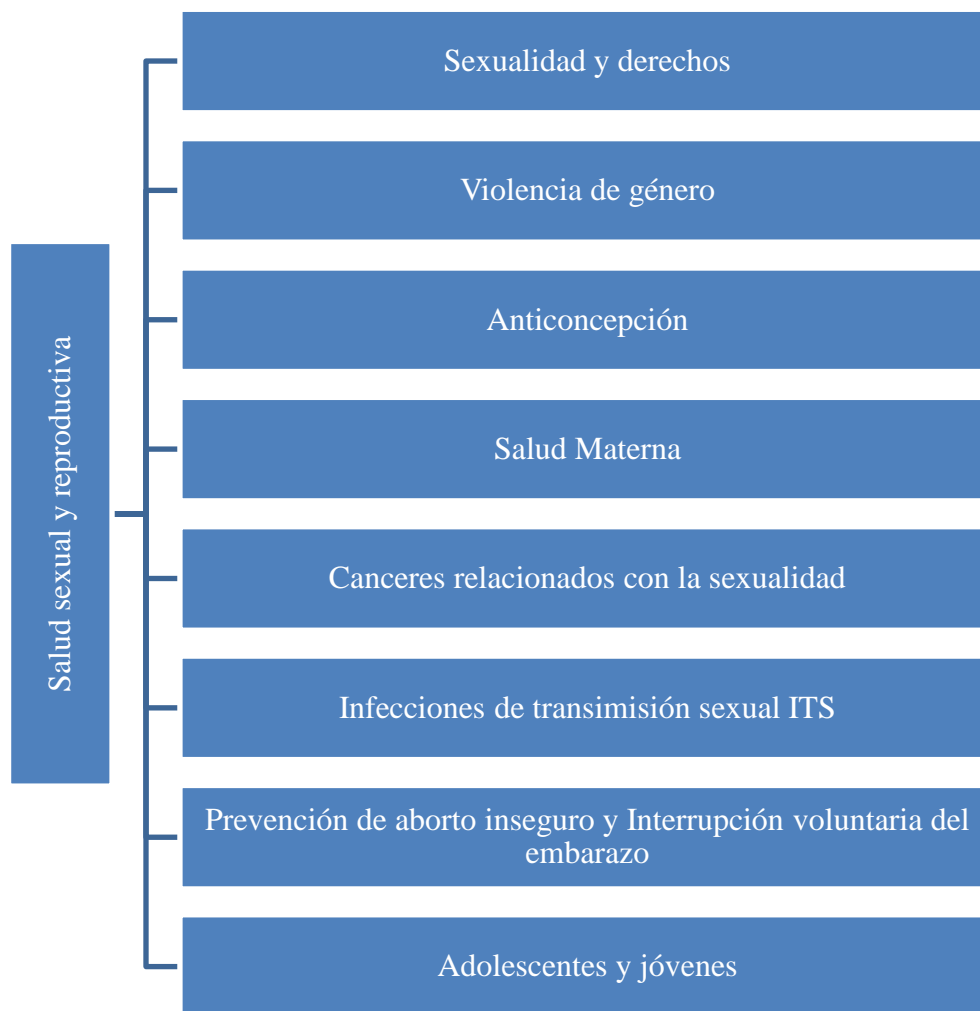 Salud sexual y reproductiva
Sexualidad y derechos
Violencia de género
Anticoncepción
Salud Materna
Canceres relacionados con la sexualidad
Infecciones de transimisión sexual ITS
Prevención de aborto inseguro y Interrupción voluntaria del
embarazo
Adolescentes y jóvenes